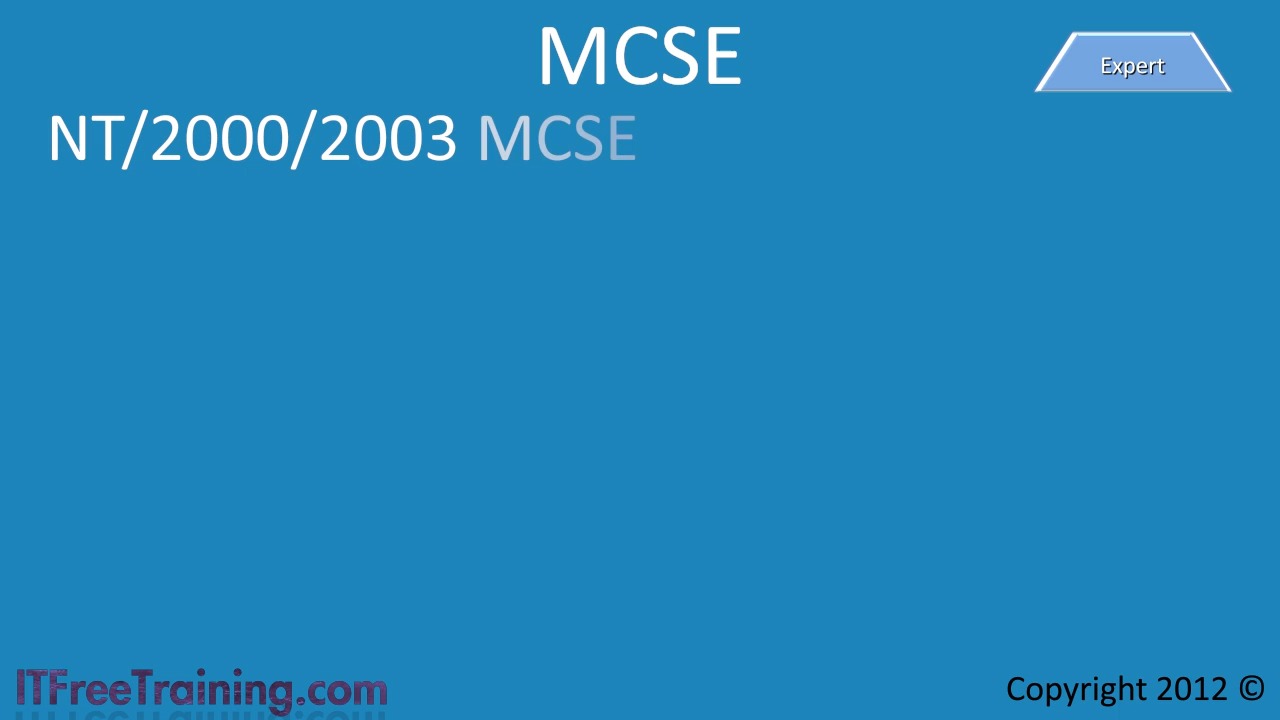 MCSE
Expert
NT/2000/2003 MCSE
ITFreeTraining.com
Copyright 2012 ©